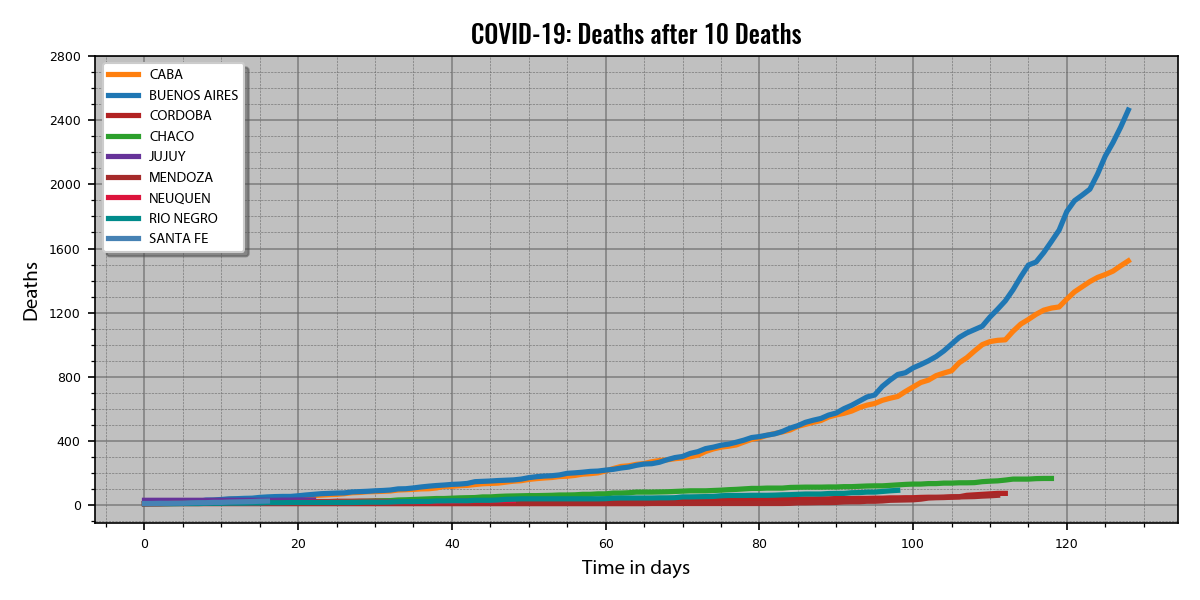 COVID-19: Deaths after 10 Deaths
2800
2400
2000
1600
1200
800
400
0
Deaths
CABA
BUENOS AIRES
CORDOBA
CHACO
JUJUY
MENDOZA
NEUQUEN
RIO NEGRO
SANTA FE
0 20 40 60 80 100 120
Time in days